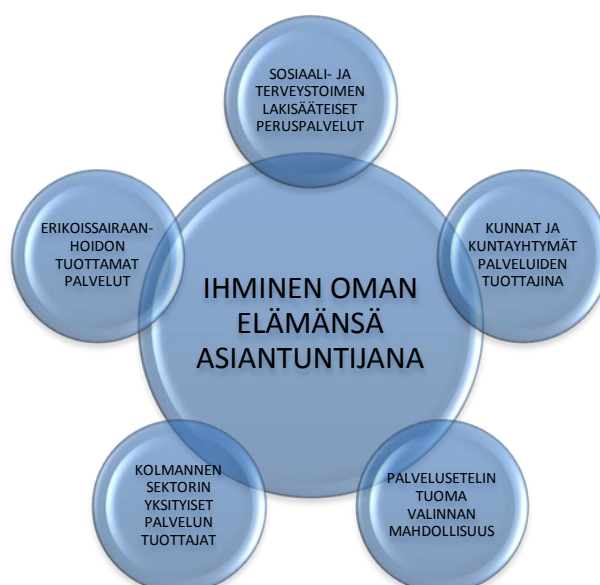 SOSIAALI- JA
TERVEYSTOIMEN
LAKISÄÄTEISET
PERUSPALVELUT
ERIKOISSAIRAAN-
HOIDON
TUOTTAMAT
PALVELUT
KUNNAT JA
KUNTAYHTYMÄT
PALVELUIDEN
TUOTTAJINA
IHMINEN OMAN
ELÄMÄNSÄ
ASIANTUNTIJANA
KOLMANNEN
SEKTORIN
YKSITYISET
PALVELUN
TUOTTAJAT
PALVELUSETELIN
TUOMA
VALINNAN
MAHDOLLISUUS